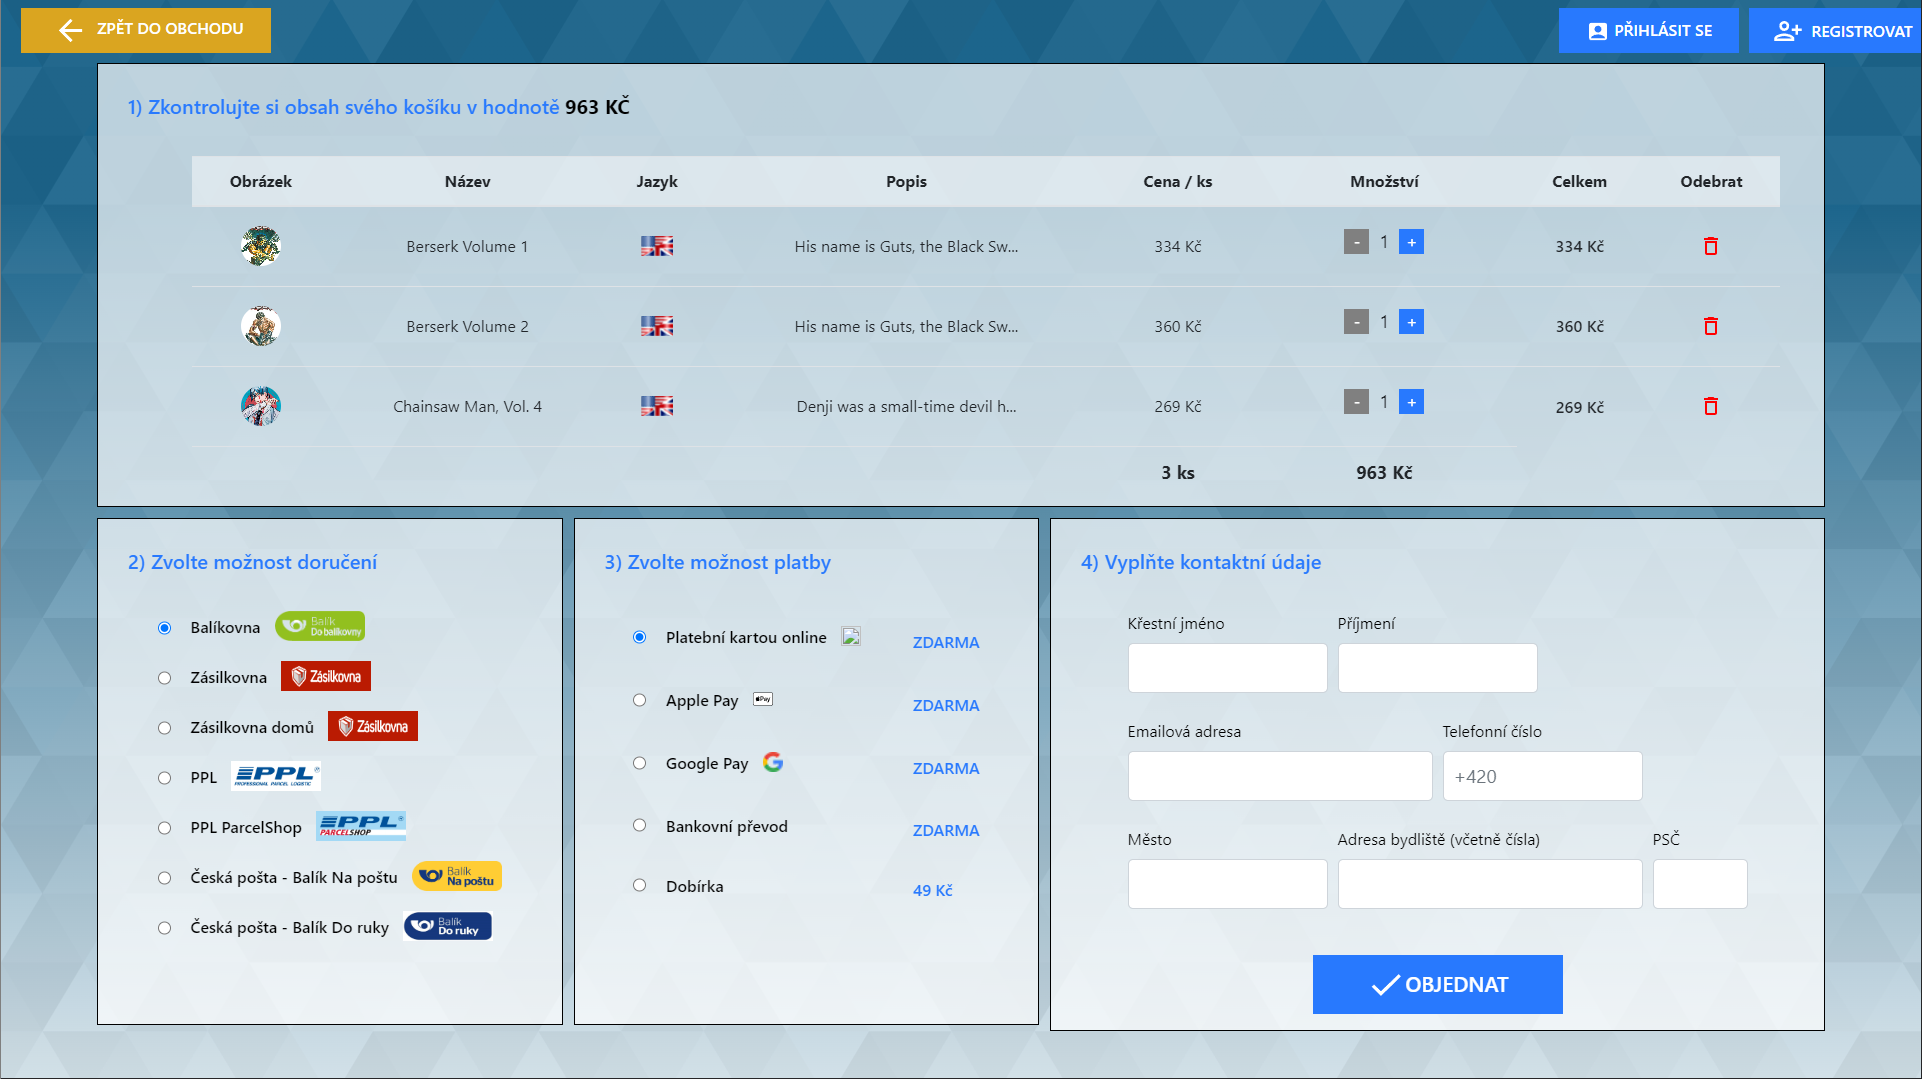 ZPĚT DO OBCHODU
PŘIHLÁSIT SE
REGISTROVAT
1) Zkontrolujte si obsah svého košíku v hodnotě 963 KČ
Obrázek Název Jazyk Popis Cena / ks Množství Celkem Odebrat
Berserk Volume 1 His name is Guts, the Black Sw... 334 Kč - 1 + 334 Kč
Berserk Volume 2 His name is Guts, the Black Sw... 360 Kč - 1 + 360 Kč
Chainsaw Man, Vol. 4 Denji was a small-time devil h... 269 Kč - 1 + 269 Kč
3 ks 963 Kč
2) Zvolte možnost doručení
Balíkovna Balík Do balíkovny
Zásilkovna Zásilkovna
Zásilkovna domů Zásilkovna
PPL PPL PROFESSIONAL PARCEL LOGISTIC
PPL ParcelShop PPL PARCELSHOP
Česká pošta - Balík Na poštu Balík Na poštu
Česká pošta - Balík Do ruky Balík Do ruky
3) Zvolte možnost platby
Platební kartou online ZDARMA
Apple Pay Pay ZDARMA
Google Pay G ZDARMA
Bankovní převod ZDARMA
Dobírka 49 Kč
4) Vyplňte kontaktní údaje
Křestní jméno Příjmení
Emailová adresa Telefonní číslo
+420
Město Adresa bydliště (včetně čísla) PSČ
OBJEDNAT